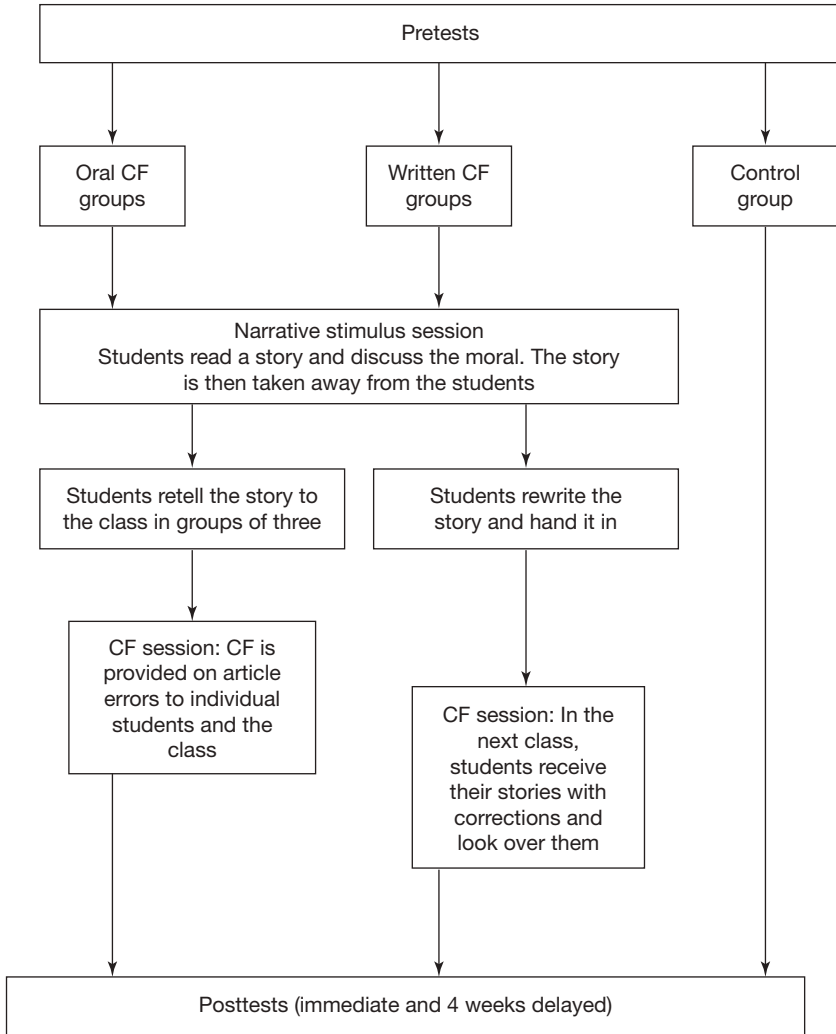 Pretests
Oral CF
groups
Written CF
groups
Control
group
Narrative stimulus session
Students read a story and discuss the moral. The story
is then taken away from the students
Students retell the story to
the class in groups of three
Students rewrite the
story and hand it in
CF session: CF is
provided on article
errors to individual
students and the
class
CF session: In the
next class,
students receive
their stories with
corrections and
look over them
Posttests (immediate and 4 weeks delayed)